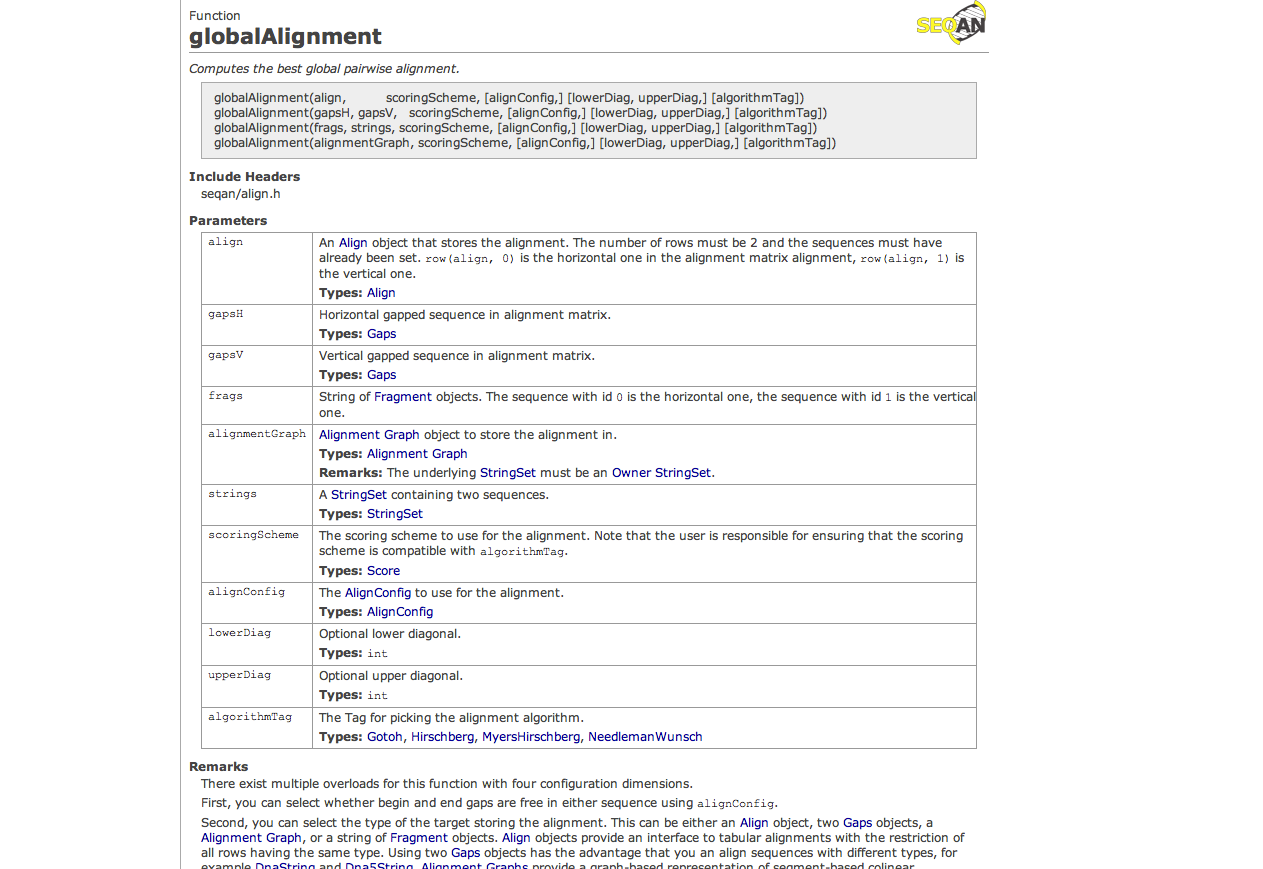 Function
SEQAN
globalAlignment
Computes the best global pairwise alignment.
globalAlignment(align, scoringScheme, [alignConfig,] [lowerDiag, upperDiag,] [algorithmTag])
globalAlignment(gapsH, gapsV, scoringScheme, [alignConfig,] [lowerDiag, upperDiag,] [algorithmTag])
globalAlignment(frags, strings, scoringScheme, [alignConfig,] [lowerDiag, upperDiag,] [algorithmTag])
globalAlignment(alignmentGraph, scoringScheme, [alignConfig,] [lowerDiag, upperDiag,] [algorithmTag])
Include Headers
seqan/align.h
Parameters
align An Align object that stores the alignment. The number of rows must be 2 and the sequences must have
already been set. row(align, 0) is the horizontal one in the alignment matrix alignment, row(align, 1) is
the vertical one.
Types: Align
gapsH Horizontal gapped sequence in alignment matrix.
Types: Gaps
gapsV Vertical gapped sequence in alignment matrix.
Types: Gaps
frags String of Fragment objects. The sequence with id 0 is the horizontal one, the sequence with id 1 is the vertical
one.
alignmentGraph Alignment Graph object to store the alignment in.
Types: Alignment Graph
Remarks: The underlying StringSet must be an Owner StringSet.
strings A StringSet containing two sequences.
Types: StringSet
scoringScheme The scoring scheme to use for the alignment. Note that the user is responsible for ensuring that the scoring
scheme is compatible with algorithmTag.
Types: Score
alignConfig The AlignConfig to use for the alignment.
Types: AlignConfig
lowerDiag Optional lower diagonal.
Types: int
upperDiag Optional upper diagonal.
Types: int
algorithmTag The Tag for picking the alignment algorithm.
Types: Gotoh, Hirschberg, MyersHirschberg, NeedlemanWunsch
Remarks
There exist multiple overloads for this function with four configuration dimensions.
First, you can select whether begin and end gaps are free in either sequence using alignConfig.
Second, you can select the type of the target storing the alignment. This can be either an Align object, two Gaps objects, a
Alignment Graph, or a string of Fragment objects. Align objects provide an interface to tabular alignments with the restriction of
all rows having the same type. Using two Gaps objects has the advantage that you an align sequences with different types, for
example DnaString and Dna5String. Alignment Graphs provide a graph-based representation of segment-based colinear